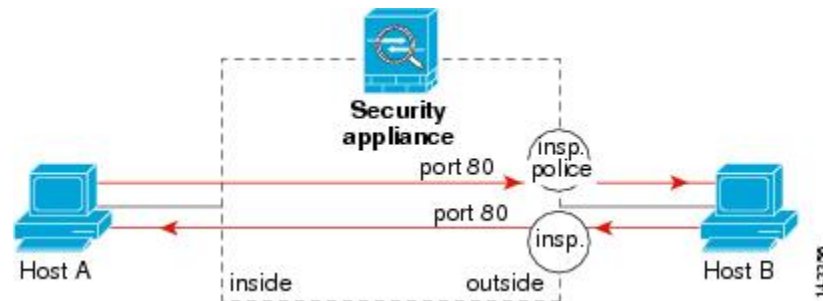 Security
appliance
insp.
police
port 80
port 80
insp.
Host A
inside
outside
Host B